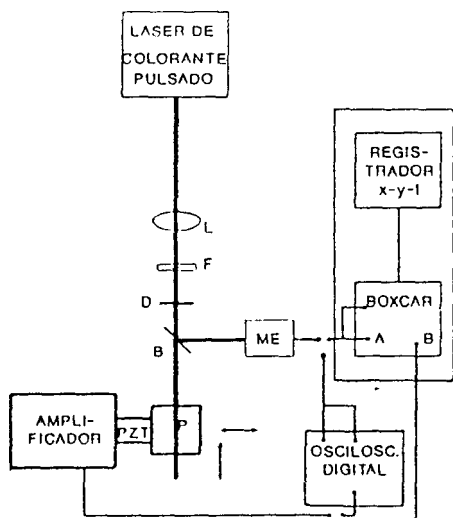 LASER DE
COLORANTE
PULSADO
REGIS-
TRADOR
x-y-t
L
F
D
BOXCAR
B
ME
A
B
AMPLI-
FICADOR
PZT
P
OSCILOSC.
DIGITAL